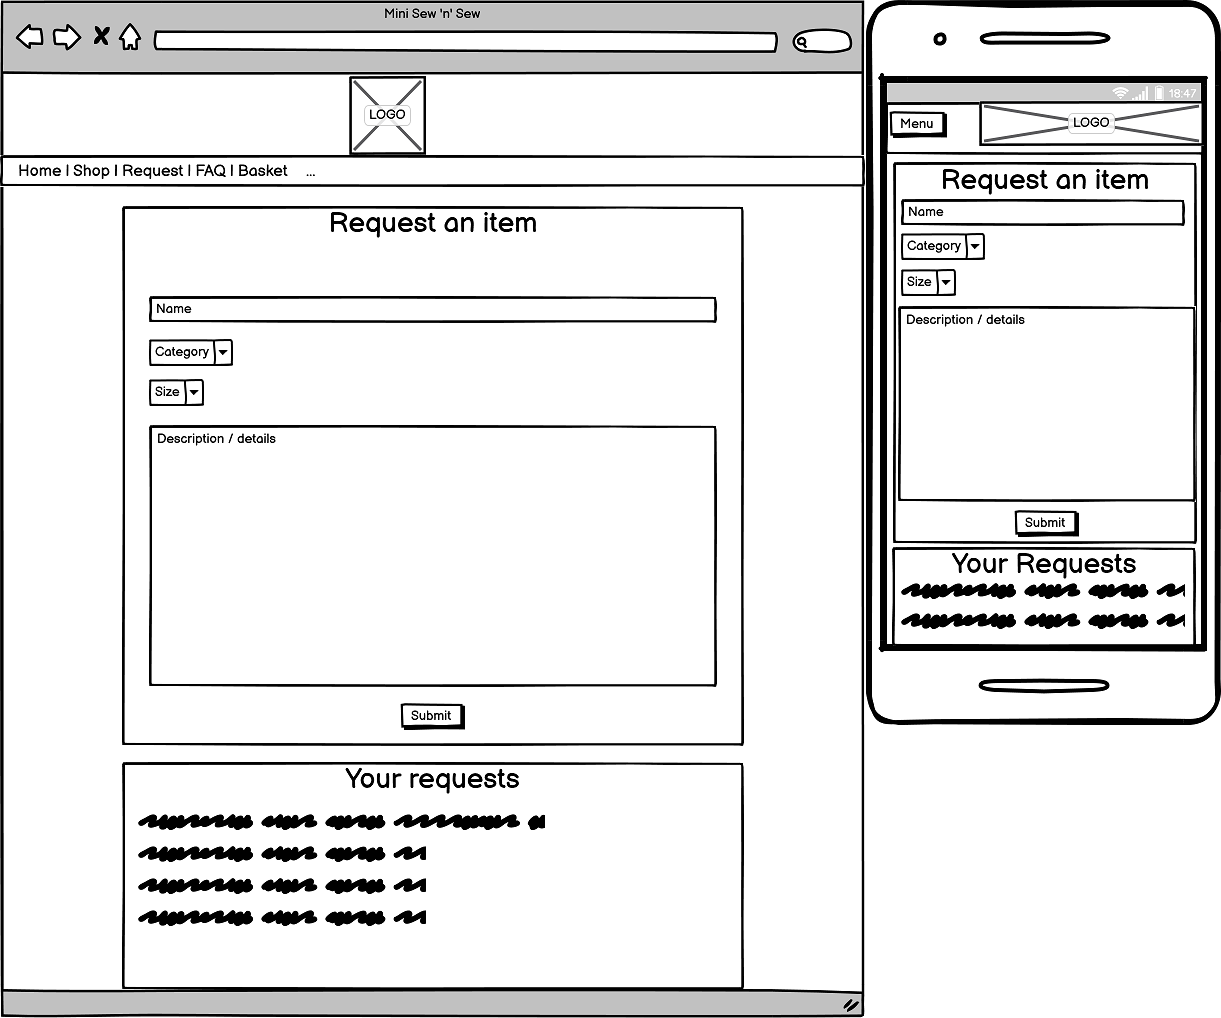 Mini Sew 'n' Sew
LOGO
Home | Shop | Request | FAQ | Basket ...
Request an item
Name
Category
Size
Description / details
Submit
Your requests
18:47
Menu
LOGO
Request an item
Name
Category
Size
Description / details
Submit
Your Requests